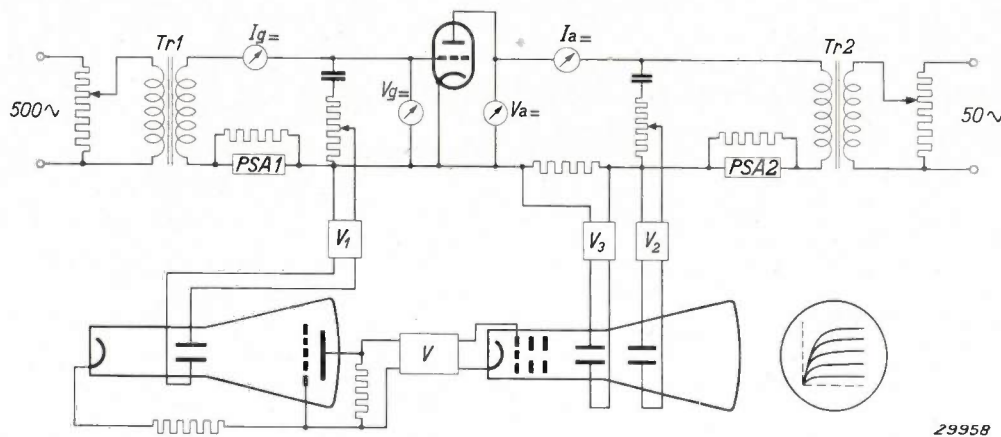 Tr1
Ig=
Ia=
Tr2
500~
Vg=
Va=
50~
PSA1
PSA2
V1
V3
V2
V
29958